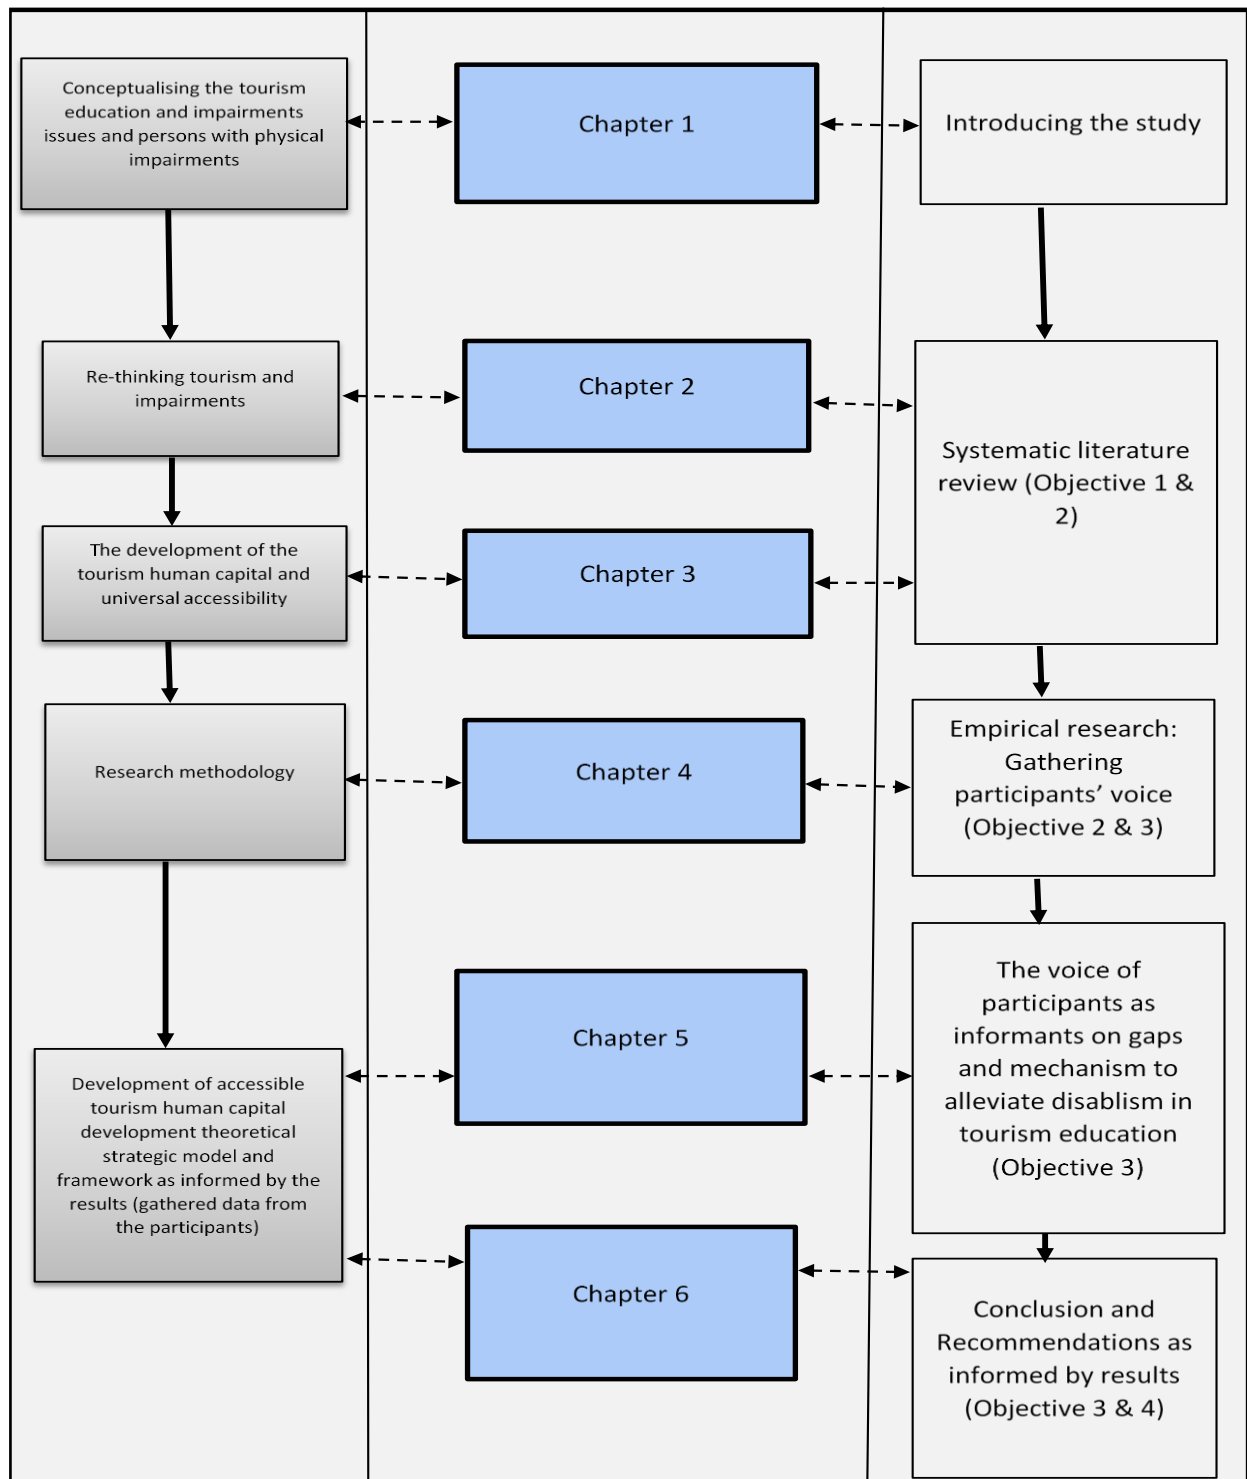 Conceptualising the tourism
education and impairments
issues and persons with physical
impairments
Chapter 1
Introducing the study
Re-thinking tourism and
impairments
Chapter 2
Systematic literature
review (Objective 1 &
2)
The development of the
tourism human capital and
universal accessibility
Chapter 3
Research methodology
Chapter 4
Empirical research:
Gathering
participants’ voice
(Objective 2 & 3)
Development of accessible
tourism human capital
development theoretical
strategic model and
framework as informed by the
results (gathered data from
the participants)
Chapter 5
The voice of
participants as
informants on gaps
and mechanism to
alleviate disablism in
tourism education
(Objective 3)
Chapter 6
Conclusion and
Recommendations as
informed by results
(Objective 3 & 4)